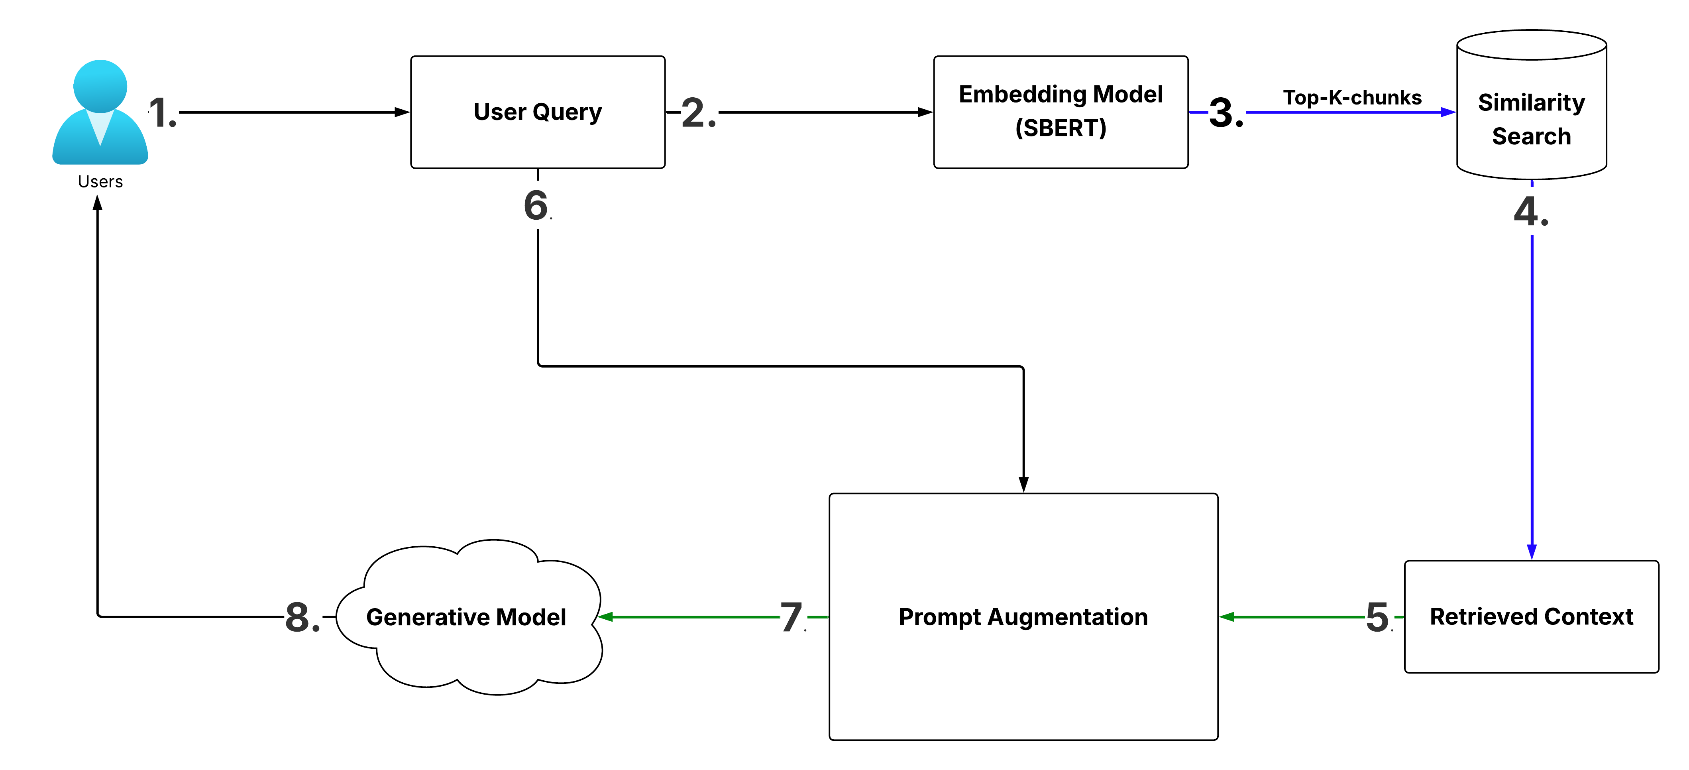 1.
User Query
2.
Embedding Model
(SBERT)
3.
Top-K-chunks
Similarity
Search
Users
6.
4.
Generative Model
8.
7.
Prompt Augmentation
5.
Retrieved Context